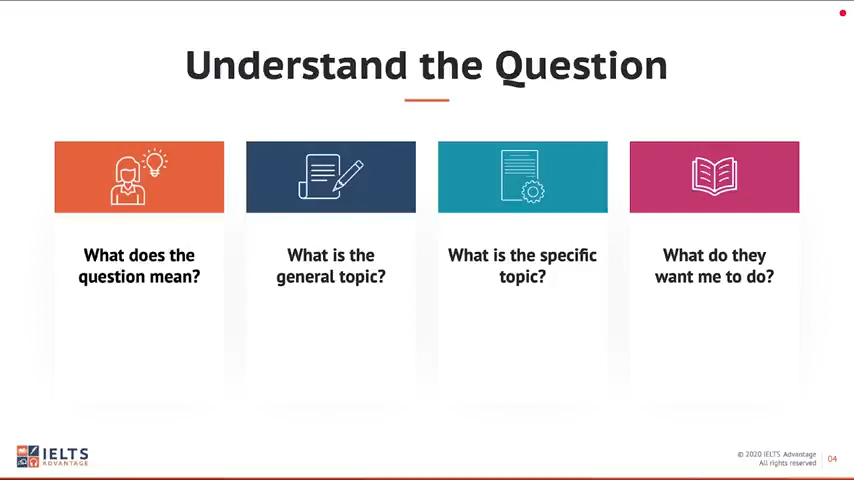 Understand the Question
What does the
question mean?
What is the
general topic?
What is the specific
topic?
What do they
want me to do?
IELTS
ADVANTAGE
© 2020 IELTS Advantage
All rights reserved
04